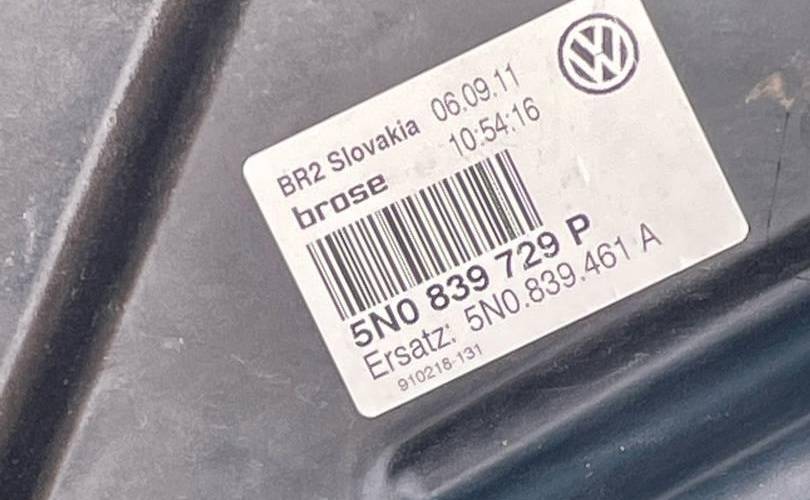 BR2 Slovakia 06.09.11
brose 10:54:16
5N0 839 729 P
Ersatz: 5N0.839.461 A
910218-131